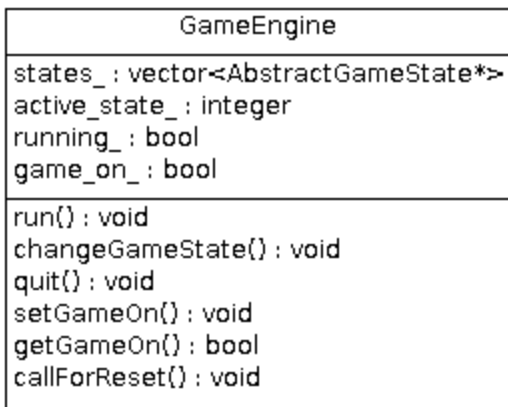 GameEngine
states_ : vector<AbstractGameState*>
active_state_ : integer
running_ : bool
game_on_ : bool
run() : void
changeGameState() : void
quit() : void
setGameOn() : void
getGameOn() : bool
callForReset() : void